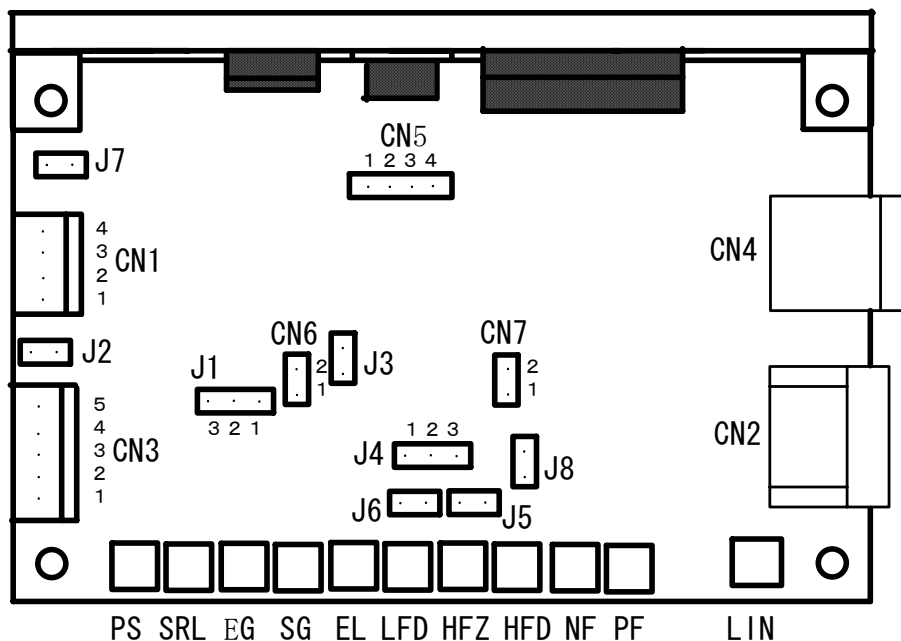 CN5
1 2 3 4
J7
4
3
2
1
CN1
CN4
J2
J1
3 2 1
CN6
2
1
J3
CN7
2
1
5
4
3
2
1
CN3
1 2 3
J4
J8
CN2
J6
J5
PS SRL EG SG EL LFD HFZ HFD NF PF LIN